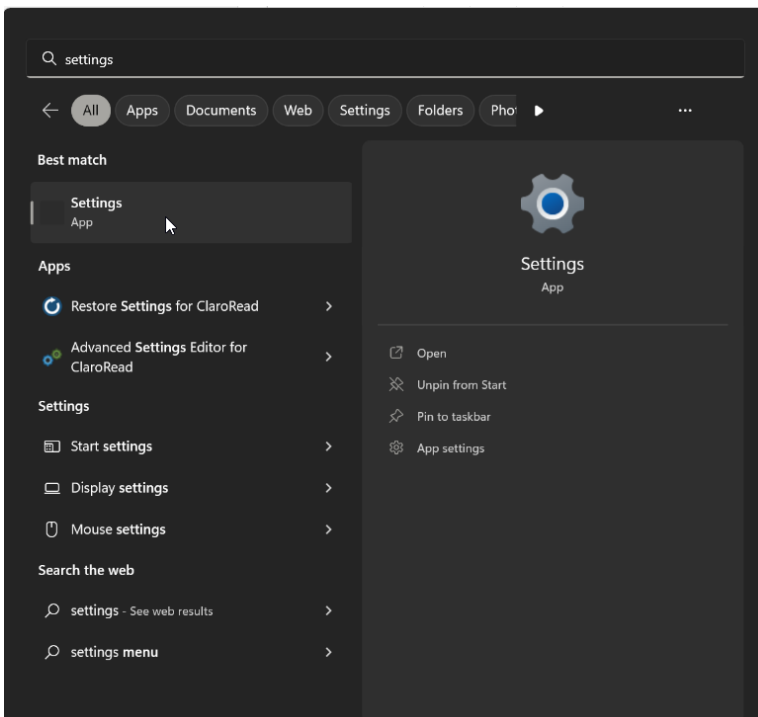 settings
All Apps Documents Web Settings Folders Pho
Best match
Settings
App
Apps
Restore Settings for ClaroRead
Advanced Settings Editor for
ClaroRead
Settings
Start settings
Display settings
Mouse settings
Search the web
settings - See web results
settings menu
Settings
App
Open
Unpin from Start
Pin to taskbar
App settings